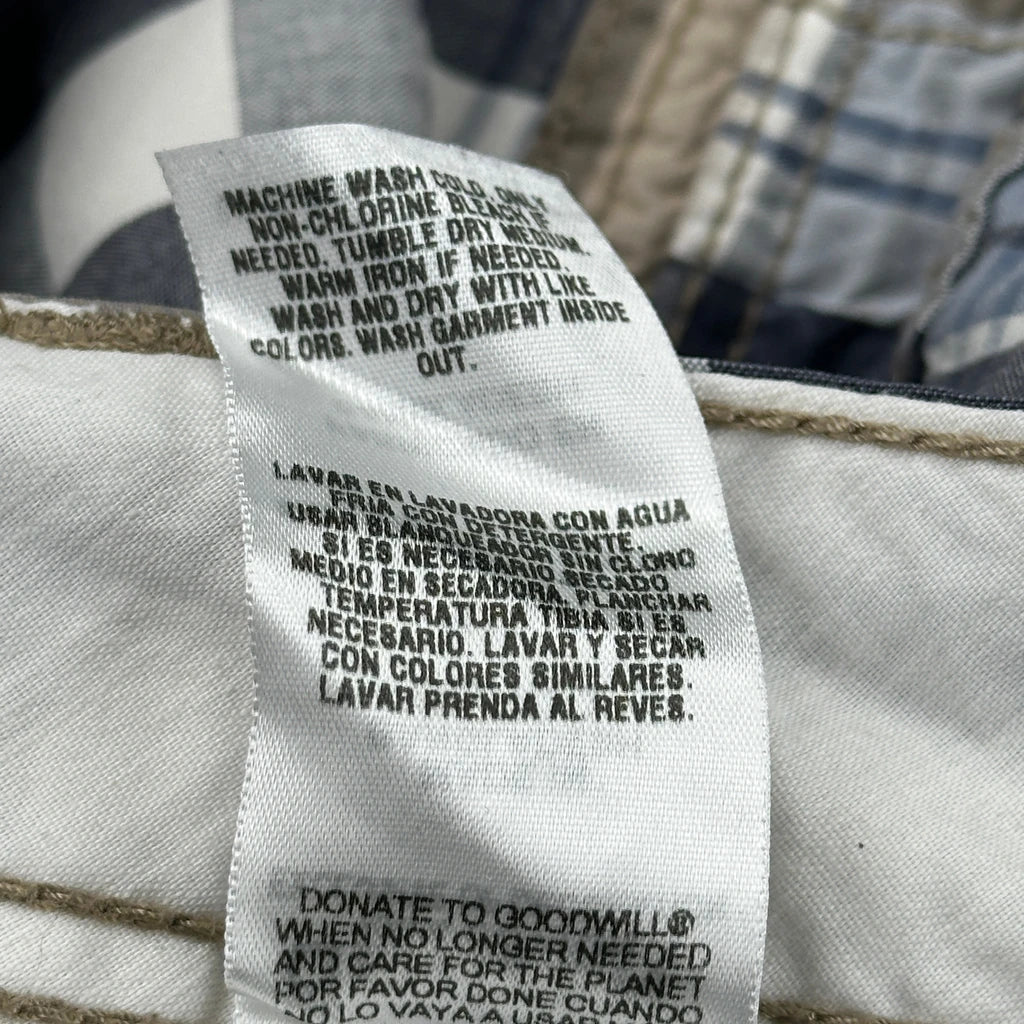 MACHINE WASH COLD, ONLY
NON-CHLORINE BLEACH IF
NEEDED. TUMBLE DRY MEDIUM.
WARM IRON IF NEEDED.
WASH AND DRY WITH LIKE
COLORS. WASH GARMENT INSIDE
OUT.
LAVAR EN LAVADORA CON AGUA
FRIA CON DETERGENTE.
USAR BLANQUEADOR SIN CLORO
SI ES NECESARIO. SECADO
MEDIO EN SECADORA. PLANCHAR
TEMPERATURA TIBIA SI ES
NECESARIO. LAVAR Y SECAR
CON COLORES SIMILARES.
LAVAR PRENDA AL REVES.
DONATE TO GOODWILL®
WHEN NO LONGER NEEDED
AND CARE FOR THE PLANET
POR FAVOR DONE CUANDO
NO LO VAYA A USAR